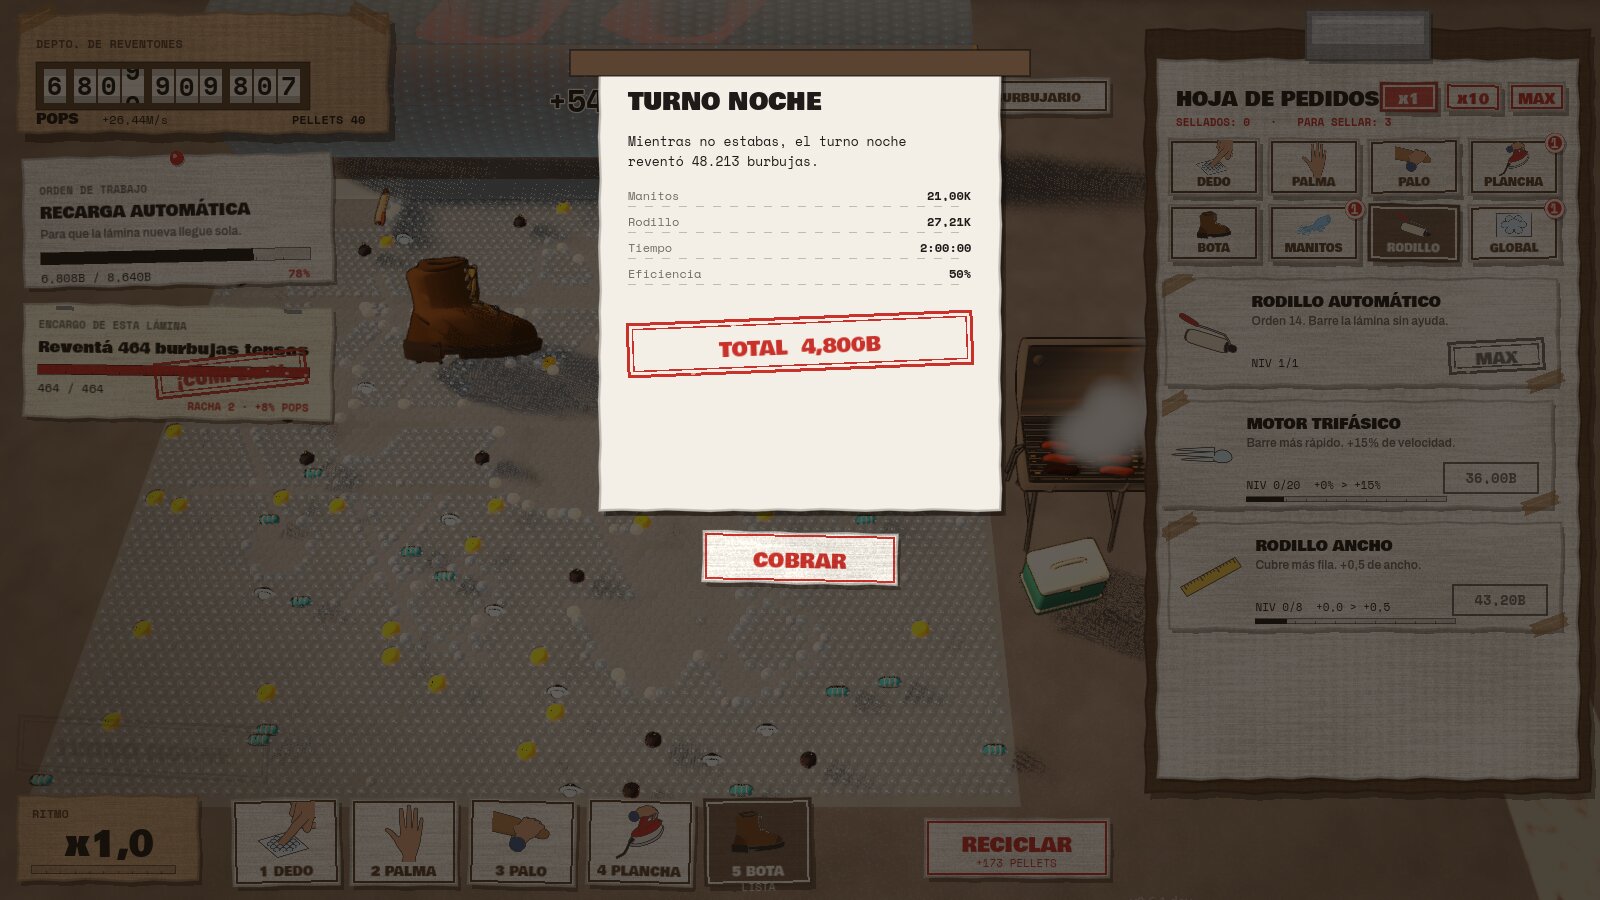 DEPTO. DE REVENTONES
POPS +26,44M/s PELLETS 40
ORDEN DE TRABAJO
RECARGA AUTOMÁTICA
Para que la lámina nueva llegue sola.
6,808B / 8,640B 78%
ENCARGO DE ESTA LÁMINA
Reventá 464 burbujas tensas
464 / 464
RACHA 2 · +8% POPS
+54
TURNO NOCHE
Mientras no estabas, el turno noche
reventó 48.213 burbujas.
Manitos 21,00K
Rodillo 27,21K
Tiempo 2:00:00
Eficiencia 50%
TOTAL 4,800B
COBRAR
URBUJARIO
HOJA DE PEDIDOS x1 x10 MAX
SELLADOS: 0 · PARA SELLAR: 3
DEDO PALMA PALO PLANCHA 1
BOTA MANITOS 1 RODILLO GLOBAL 1
RODILLO AUTOMÁTICO
Orden 14. Barre la lámina sin ayuda.
NIV 1/1 MAX
MOTOR TRIFÁSICO
Barre más rápido. +15% de velocidad.
NIV 0/20 +0% > +15% 36,00B
RODILLO ANCHO
Cubre más fila. +0,5 de ancho.
NIV 0/8 +0,0 > +0,5 43,20B
RITMO
x1,0
1 DEDO 2 PALMA 3 PALO 4 PLANCHA 5 BOTA
LISTA
RECICLAR
+173 PELLETS